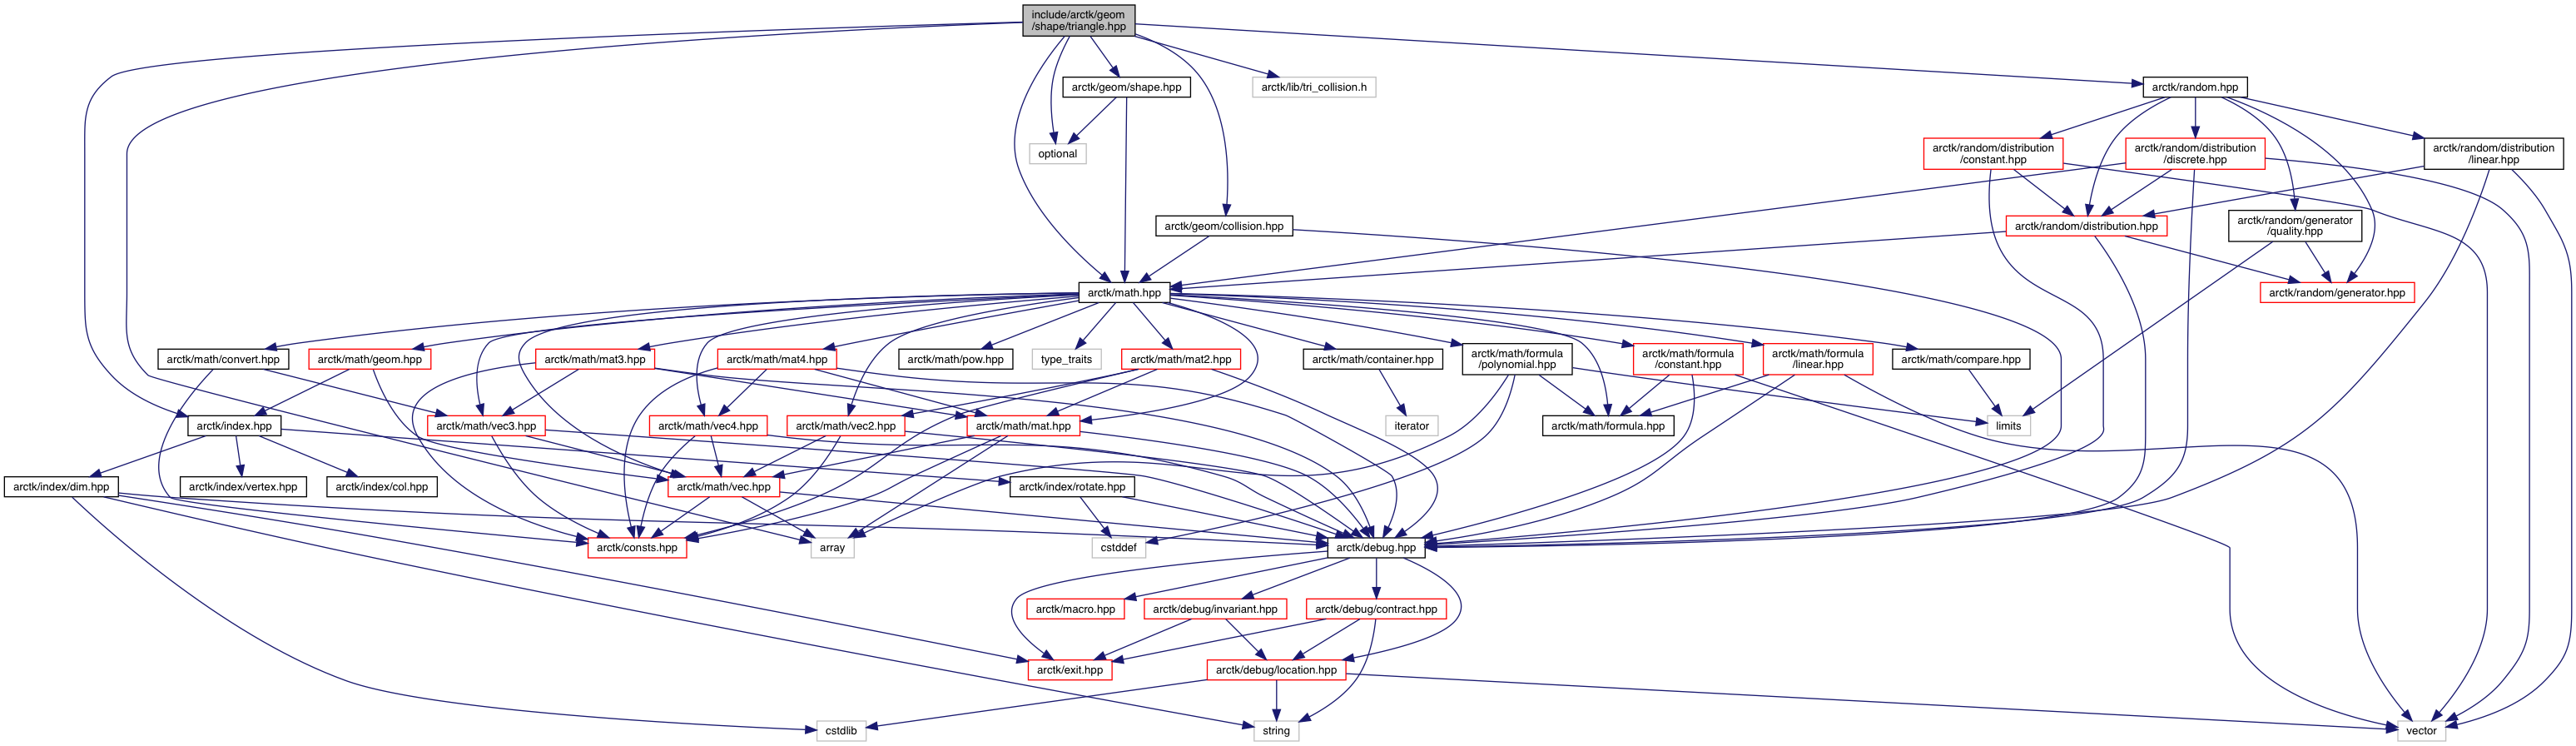 include/arctk/geom
/shape/triangle.hpp
arctk/geom/shape.hpp
arctk/lib/tri_collision.h
arctk/random.hpp
optional
arctk/random/distribution
/constant.hpp
arctk/random/distribution
/discrete.hpp
arctk/random/distribution
/linear.hpp
arctk/geom/collision.hpp
arctk/random/distribution.hpp
arctk/random/generator
/quality.hpp
arctk/math.hpp
arctk/random/generator.hpp
arctk/math/convert.hpp
arctk/math/geom.hpp
arctk/math/mat3.hpp
arctk/math/mat4.hpp
arctk/math/pow.hpp
type_traits
arctk/math/mat2.hpp
arctk/math/container.hpp
arctk/math/formula
/polynomial.hpp
arctk/math/formula
/constant.hpp
arctk/math/formula
/linear.hpp
arctk/math/compare.hpp
arctk/index.hpp
arctk/math/vec3.hpp
arctk/math/vec4.hpp
arctk/math/vec2.hpp
arctk/math/mat.hpp
iterator
arctk/math/formula.hpp
limits
arctk/index/dim.hpp
arctk/index/vertex.hpp
arctk/index/col.hpp
arctk/math/vec.hpp
arctk/index/rotate.hpp
arctk/consts.hpp
array
cstddef
arctk/debug.hpp
arctk/macro.hpp
arctk/debug/invariant.hpp
arctk/debug/contract.hpp
arctk/exit.hpp
arctk/debug/location.hpp
cstdlib
string
vector